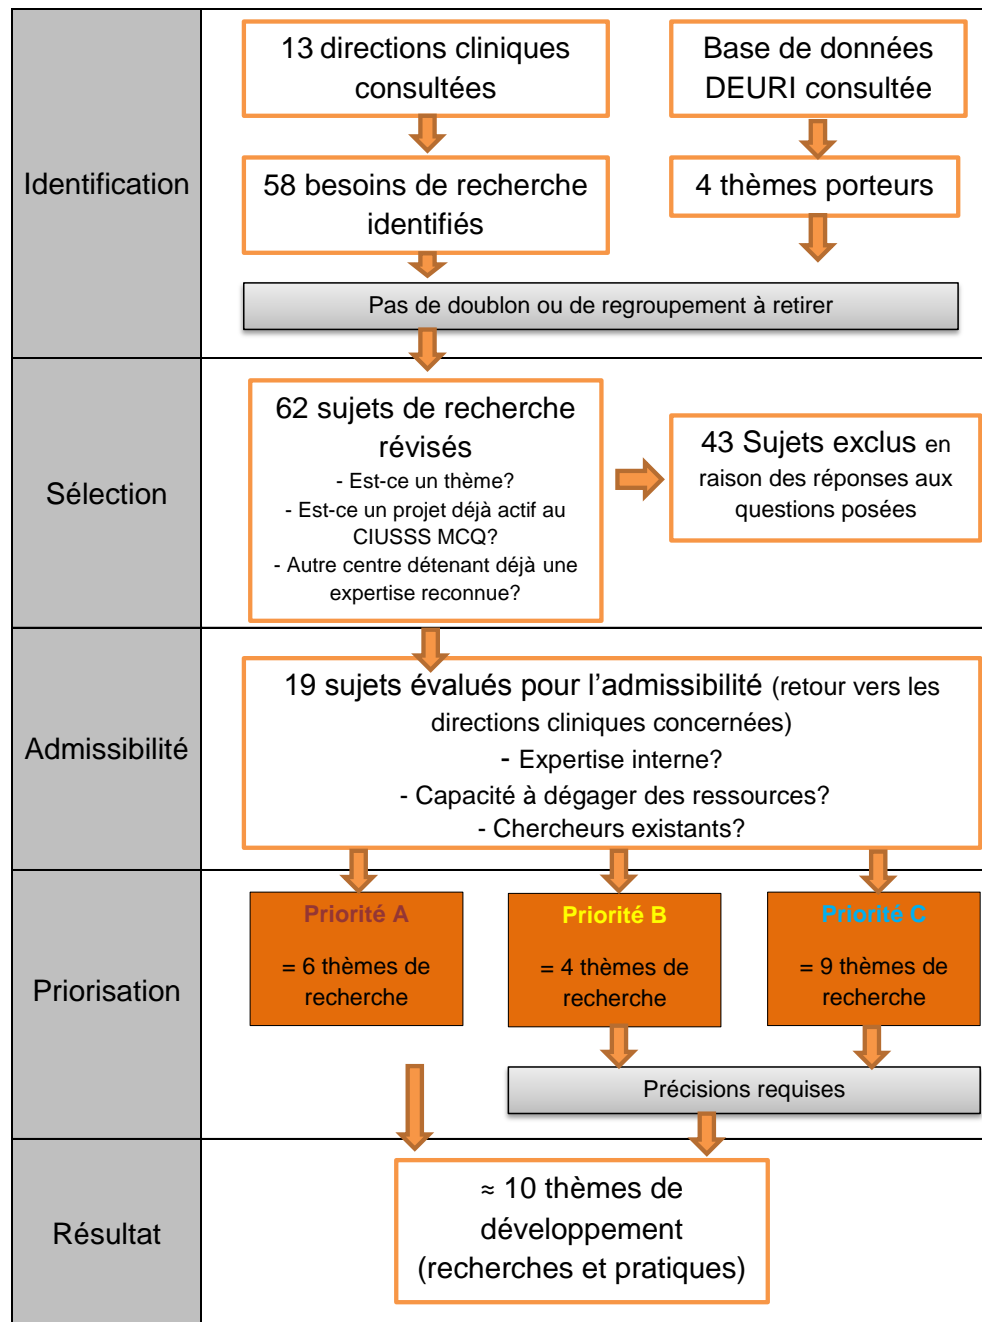 Identification
13 directions cliniques
consultées
Base de données
DEURI consultée
58 besoins de recherche
identifiés
4 thèmes porteurs
Pas de doublon ou de regroupement à retirer
Sélection
62 sujets de recherche
révisés
- Est-ce un thème?
- Est-ce un projet déjà actif au
CIUSSS MCQ?
- Autre centre détenant déjà une
expertise reconnue?
43 Sujets exclus en
raison des réponses aux
questions posées
Admissibilité
19 sujets évalués pour l’admissibilité (retour vers les
directions cliniques concernées)
- Expertise interne?
- Capacité à dégager des ressources?
- Chercheurs existants?
Priorisation
Priorité A
= 6 thèmes de
recherche
Priorité B
= 4 thèmes de
recherche
Priorité C
= 9 thèmes de
recherche
Précisions requises
Résultat
≈ 10 thèmes de
développement
(recherches et pratiques)